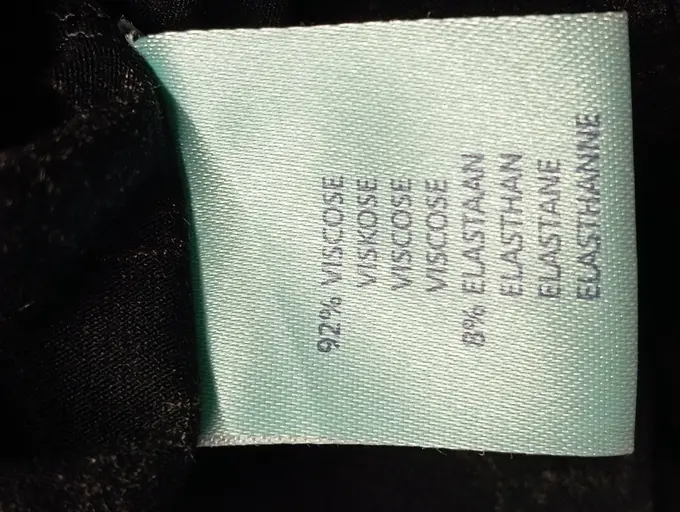 92% VISCOSE
VISKOSE
VISCOSE
VISCOSE
8% ELASTAAN
ELASTHAN
ELASTANE
ELASTHANNE